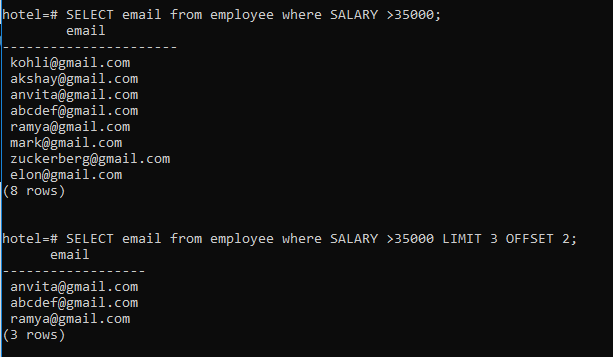 hotel=# SELECT email from employee where SALARY >35000;
email
----------------------
kohli@gmail.com
akshay@gmail.com
anvita@gmail.com
abcdef@gmail.com
ramya@gmail.com
mark@gmail.com
zuckerberg@gmail.com
elon@gmail.com
(8 rows)
hotel=# SELECT email from employee where SALARY >35000 LIMIT 3 OFFSET 2;
email
------------------
anvita@gmail.com
abcdef@gmail.com
ramya@gmail.com
(3 rows)